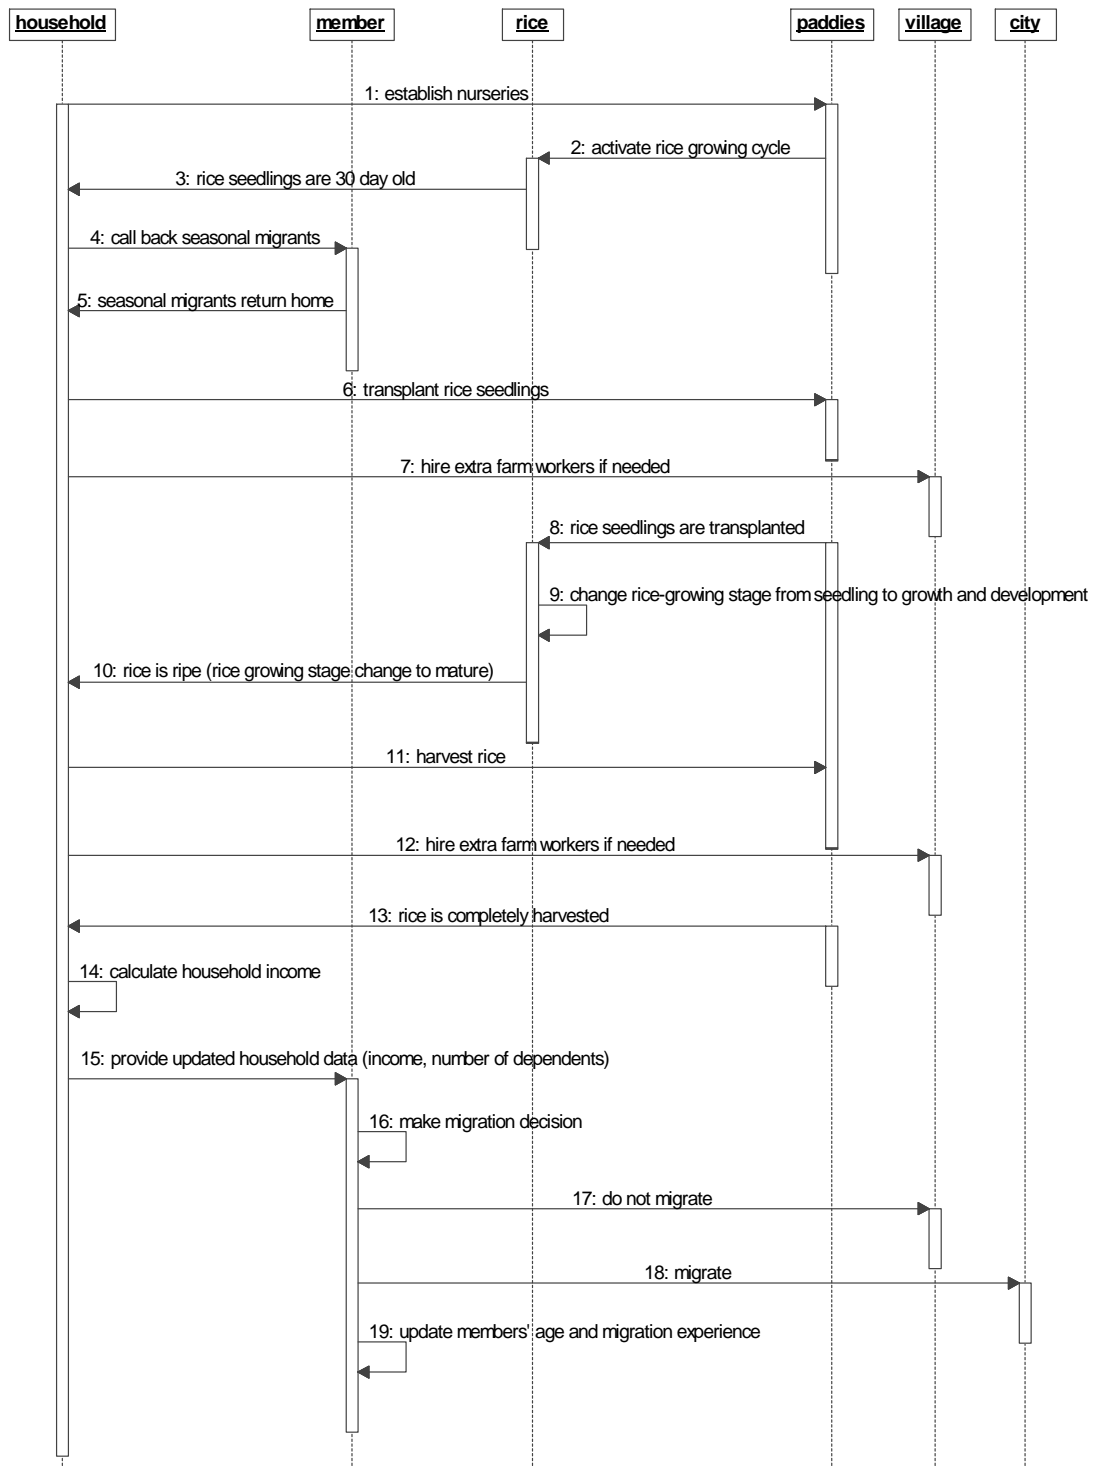 household
member
rice
paddies
village
city
1: establish nurseries
2: activate rice growing cycle
3: rice seedlings are 30 day old
4: call back seasonal migrants
5: seasonal migrants return home
6: transplant rice seedlings
7: hire extra farm workers if needed
8: rice seedlings are transplanted
9: change rice-growing stage from seedling to growth and development
10: rice is ripe (rice growing stage change to mature)
11: harvest rice
12: hire extra farm workers if needed
13: rice is completely harvested
14: calculate household income
15: provide updated household data (income, number of dependents)
16: make migration decision
17: do not migrate
18: migrate
19: update members' age and migration experience